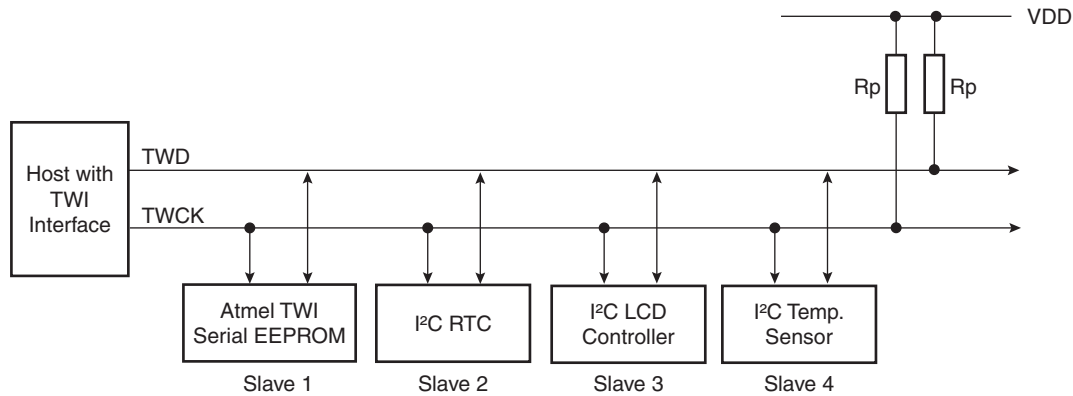 VDD
Rp
Rp
Host with
TWI
Interface
TWD
TWCK
Atmel TWI
Serial EEPROM
I²C RTC
I²C LCD
Controller
I²C Temp.
Sensor
Slave 1
Slave 2
Slave 3
Slave 4